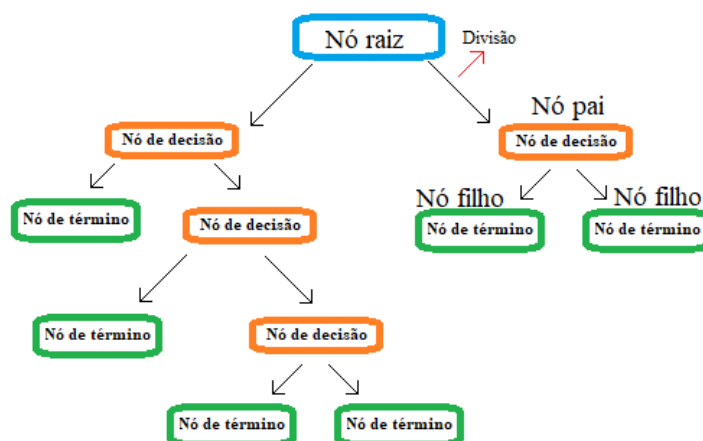 Nó raiz
Divisão
Nó pai
Nó de decisão
Nó de decisão
Nó filho
Nó filho
Nó de término
Nó de decisão
Nó de término
Nó de término
Nó de término
Nó de decisão
Nó de término
Nó de término